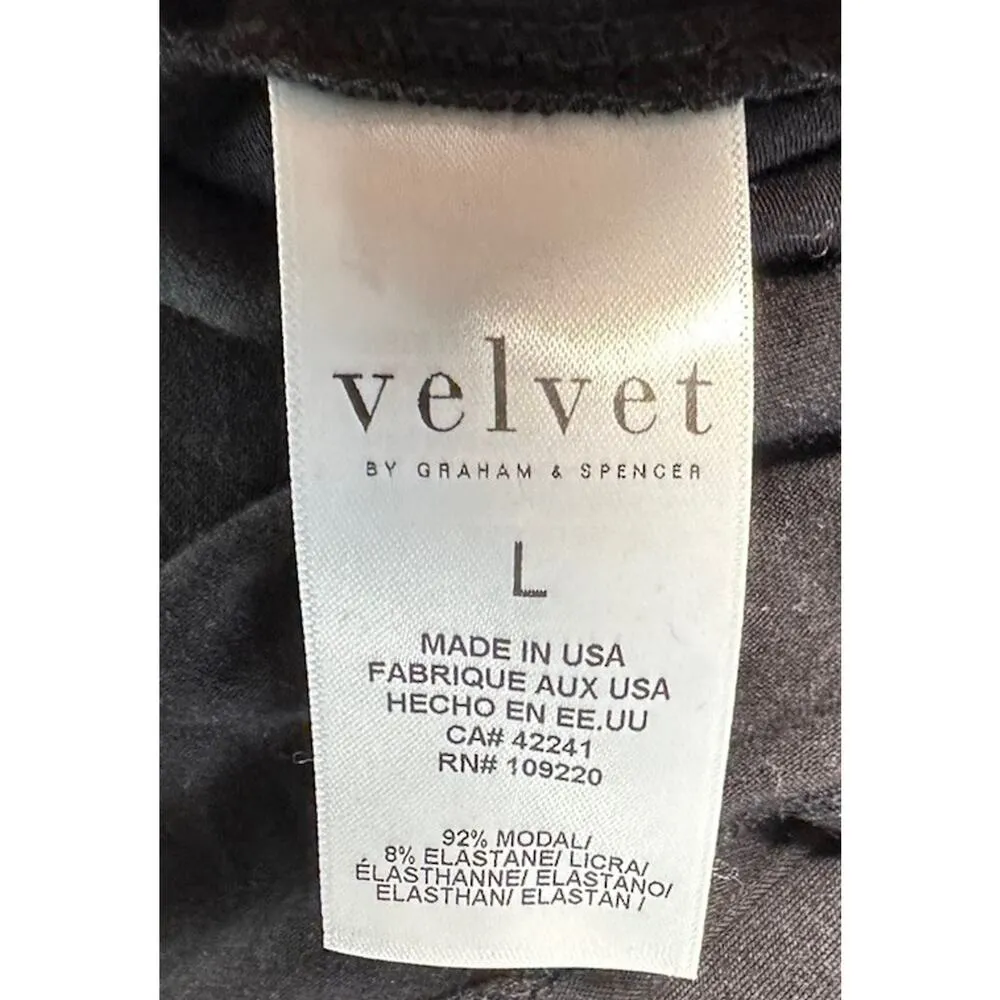 velvet
BY GRAHAM & SPENCER
L
MADE IN USA
FABRIQUE AUX USA
HECHO EN EE.UU
CA# 42241
RN# 109220
92% MODAL/
8% ELASTANE/ LICRA/
ÉLASTHANNE/ ELASTANO/
ELASTHAN/ ELASTAN /